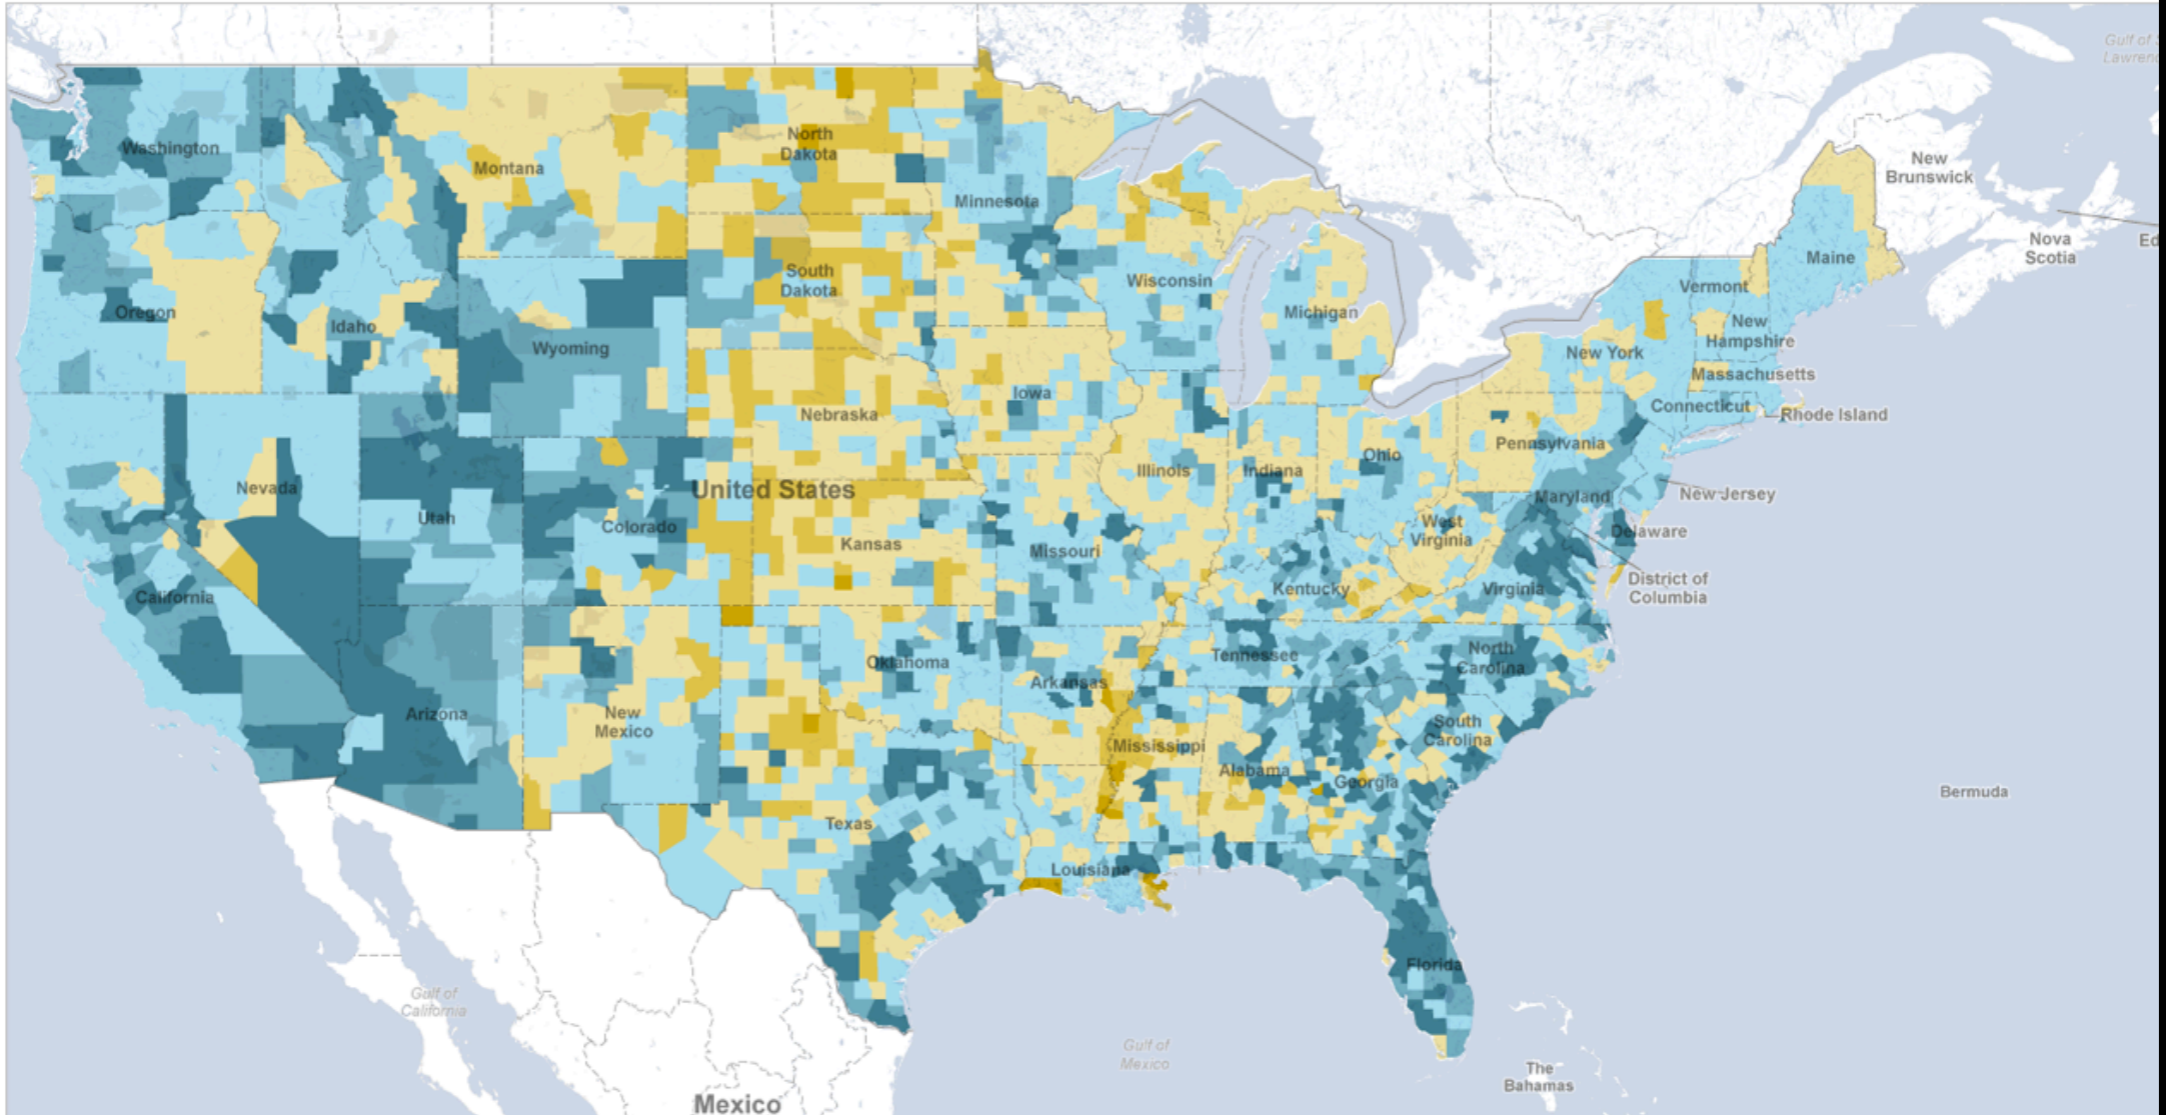 Gulf of
Lawren
Washington
North
Dakota
Montana
Minnesota
New
Brunswick
Nova
Scotia
Ed
South
Dakota
Wisconsin
Maine
Vermont
Oregon
Idaho
Michigan
New
Hampshire
Wyoming
New York
Massachusetts
Iowa
Nebraska
Connecticut
Rhode Island
Pennsylvania
Ohio
Illinois
Indiana
Nevada
United States
Maryland
New Jersey
Utah
Colorado
West
Virginia
Delaware
Kansas
Missouri
District of
Columbia
California
Kentucky
Virginia
Oklahoma
Tennessee
North
Carolina
Arkansas
Arizona
New
Mexico
South
Carolina
Mississippi
Alabama
Georgia
Bermuda
Texas
Louisiana
Florida
Gulf of
California
Gulf of
Mexico
The
Bahamas
Mexico